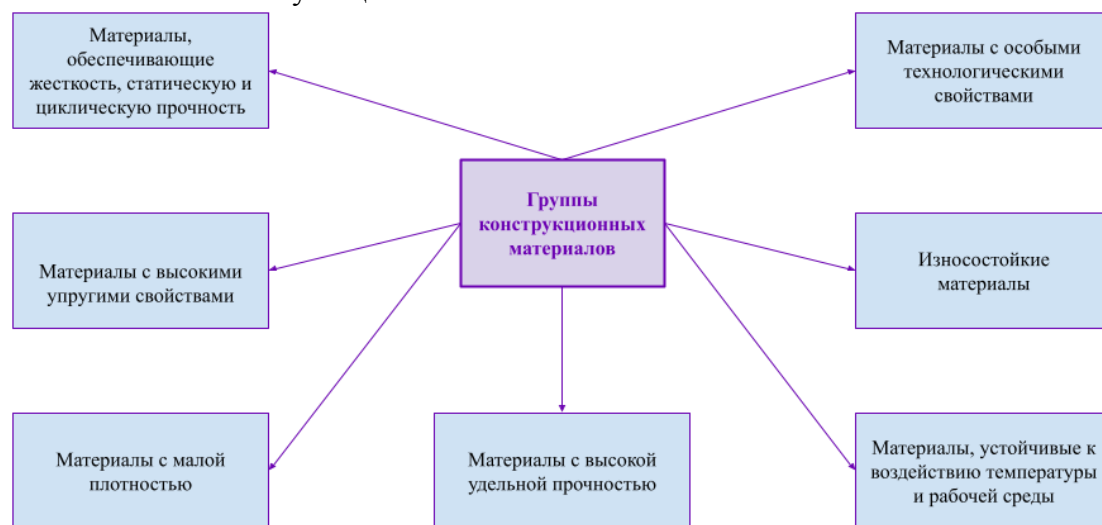 Материалы,
обеспечивающие
жесткость, статическую и
циклическую прочность
Материалы с особыми
технологическими
свойствами
Группы
конструкционных
материалов
Материалы с высокими
упругими свойствами
Износостойкие
материалы
Материалы с малой
плотностью
Материалы с высокой
удельной прочностью
Материалы, устойчивые к
воздействию температуры
и рабочей среды